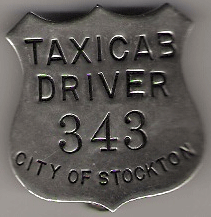 TAXICAB
DRIVER
343
CITY OF STOCKTON